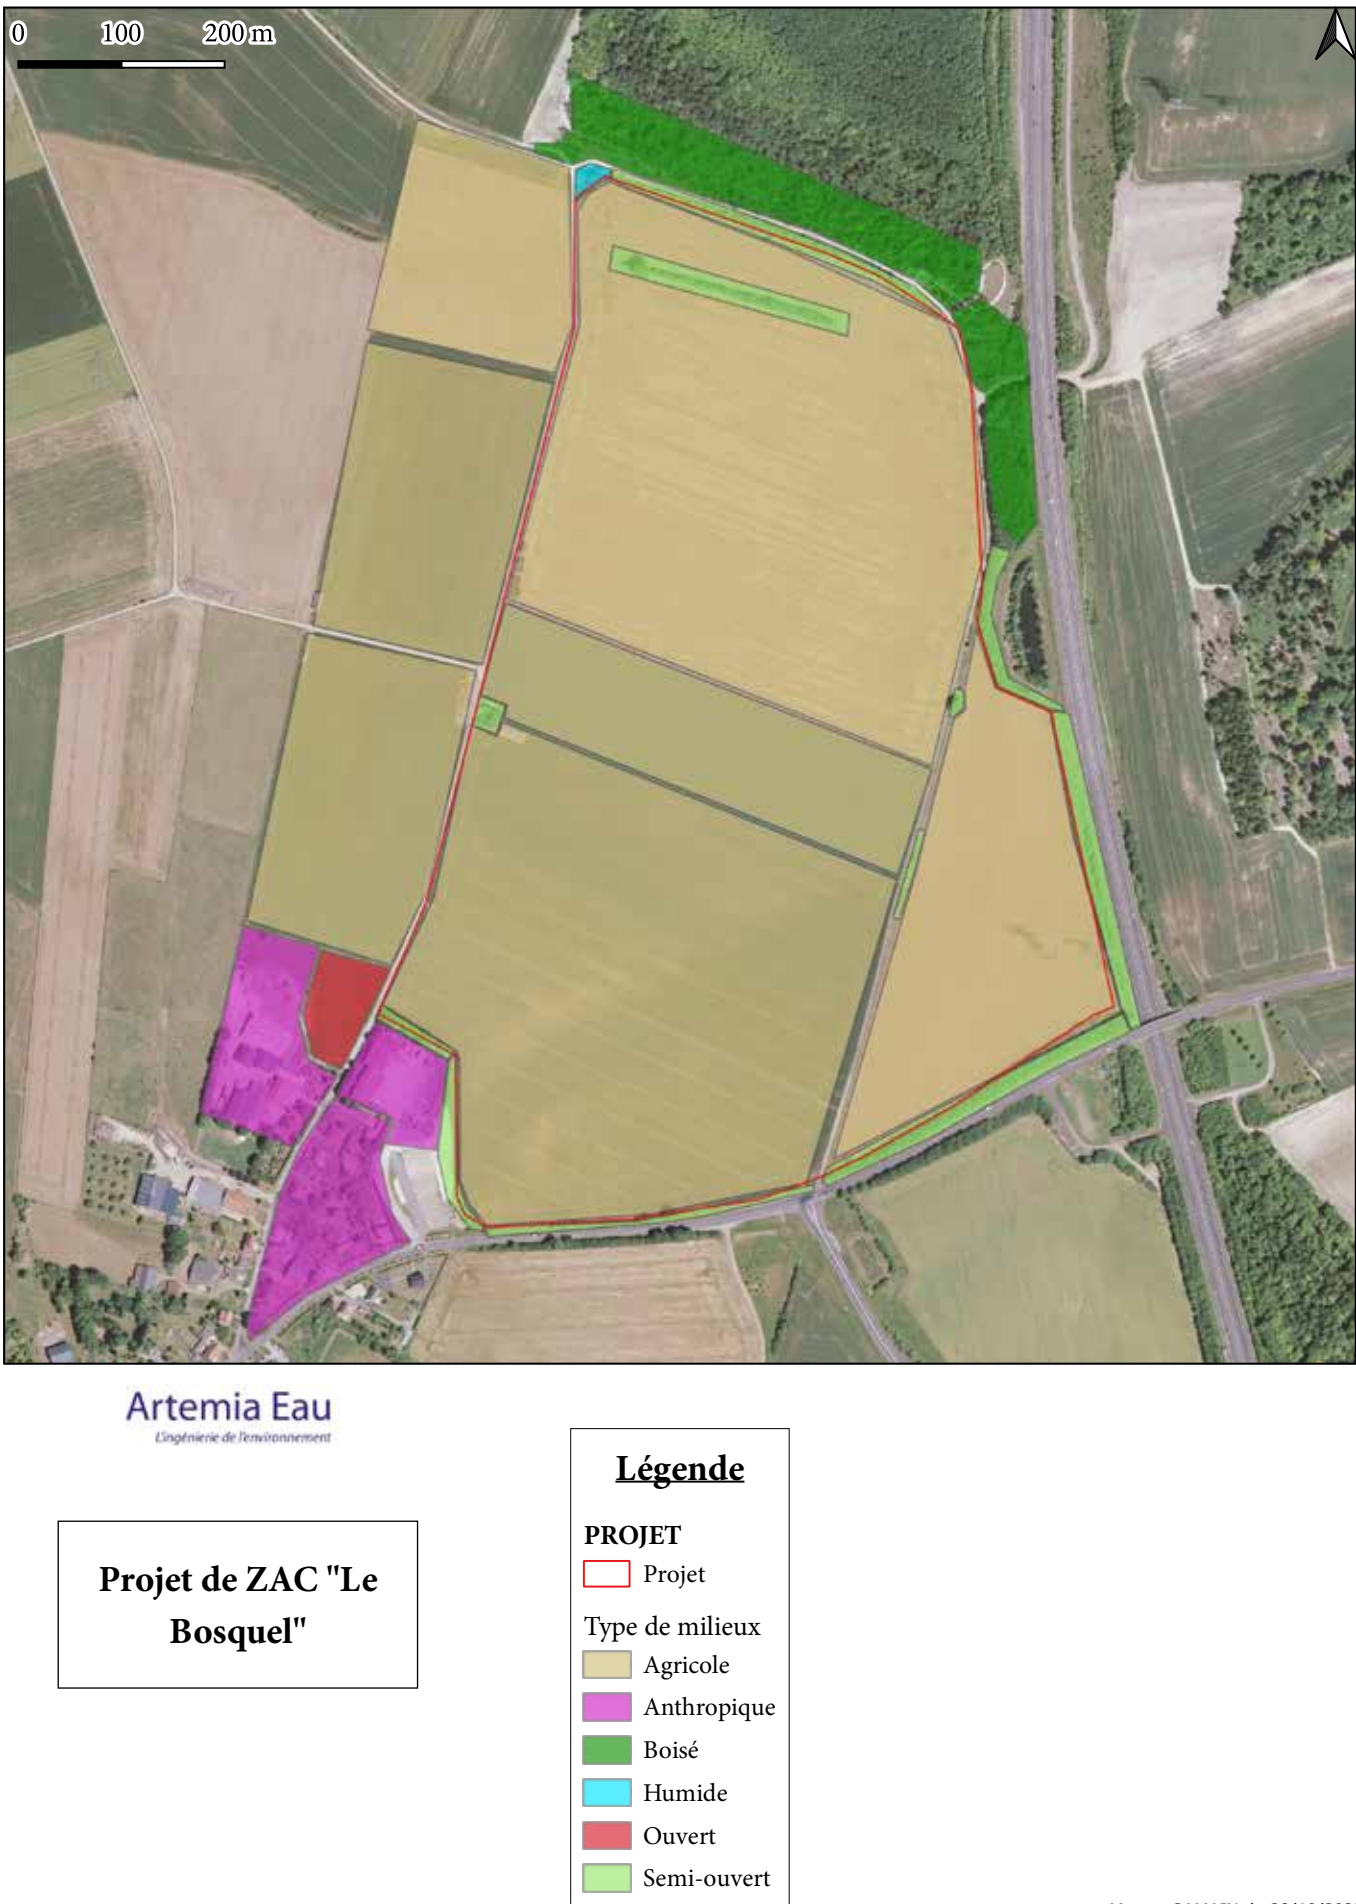 0 100 200 m
Artemia Eau
L'ingénierie de l'environnement
Projet de ZAC "Le
Bosquel"
Légende
PROJET
Projet
Type de milieux
Agricole
Anthropique
Boisé
Humide
Ouvert
Semi-ouvert